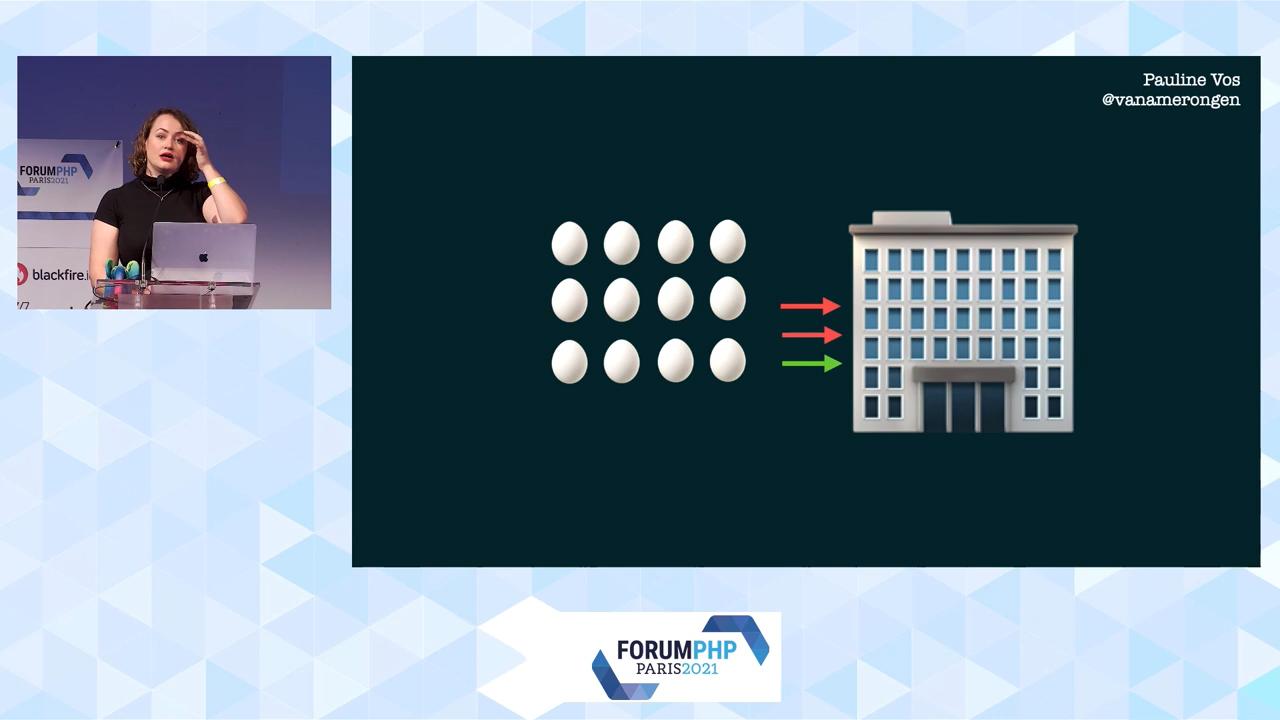 Pauline Vos
@vanamerongen
FORUMPHP
PARIS2021
blackfire.i
FORUMPHP
PARIS2021